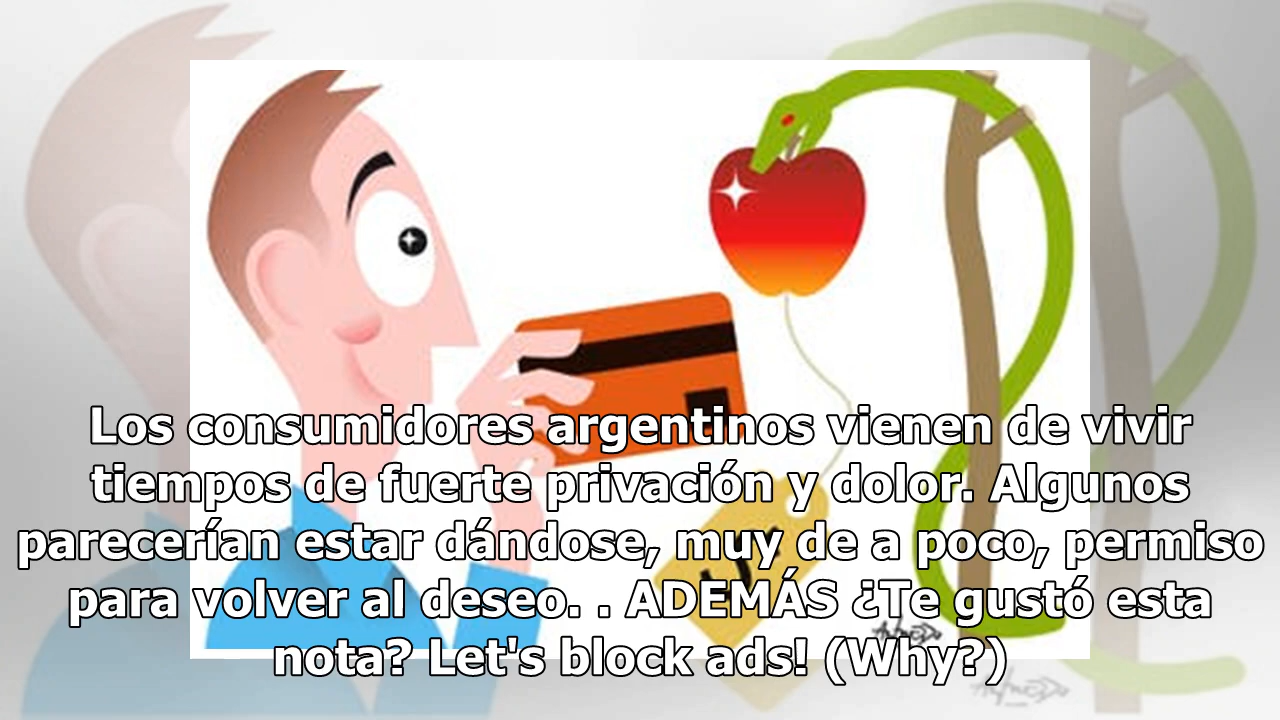 Los consumidores argentinos vienen de vivir
tiempos de fuerte privación y dolor. Algunos
parecerían estar dándose, muy de a poco, permiso
para volver al deseo. . ADEMÁS ¿Te gustó esta
nota? Let's block ads! (Why?)